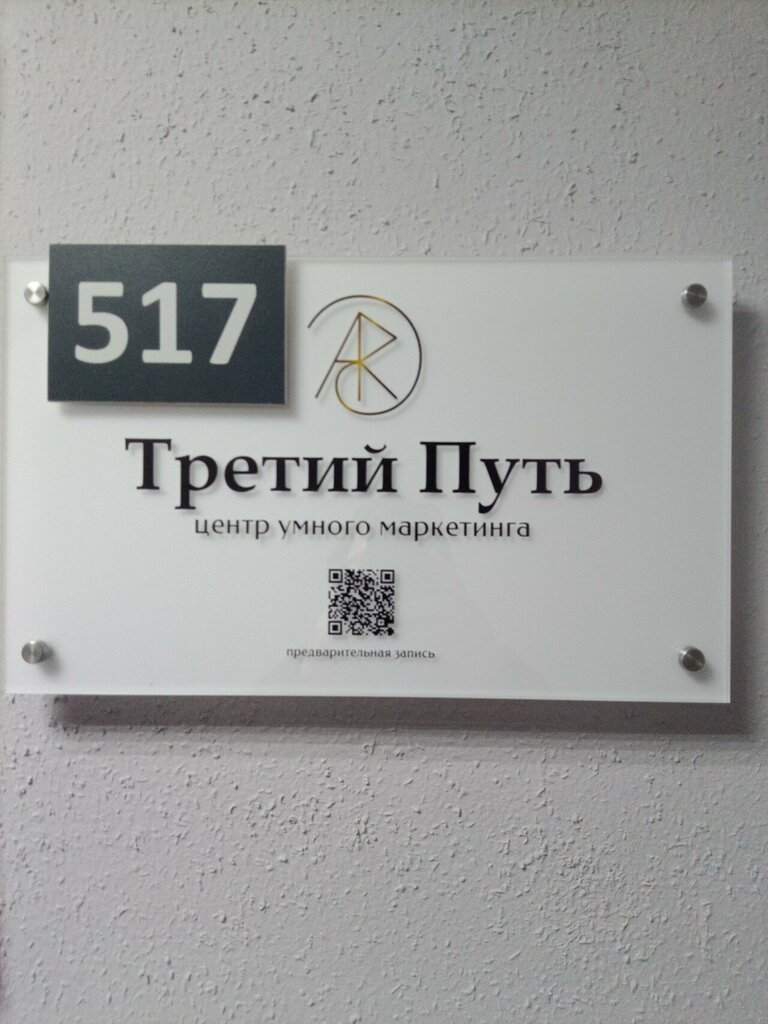 517
Третий Путь
центр умного маркетинга
предварительная запись